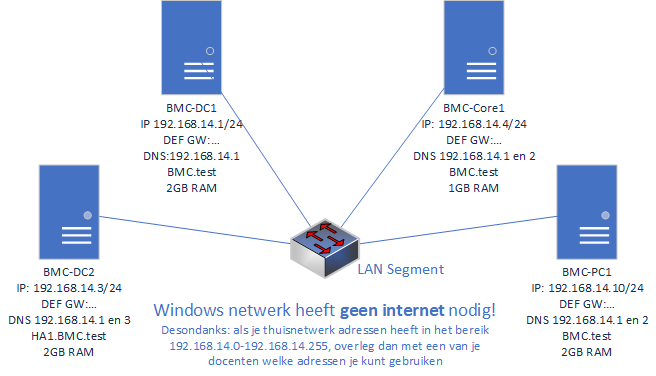 BMC-DC1
IP 192.168.14.1/24
DEF GW:...
DNS:192.168.14.1
BMC.test
2GB RAM
BMC-Core1
IP: 192.168.14.4/24
DEF GW:...
DNS 192.168.14.1 en 2
BMC.test
1GB RAM
BMC-DC2
IP: 192.168.14.3/24
DEF GW:...
DNS 192.168.14.1 en 3
HA1.BMC.test
2GB RAM
LAN Segment
BMC-PC1
IP: 192.168.14.10/24
DEF GW:...
DNS 192.168.14.1 en 2
BMC.test
2GB RAM
Windows netwerk heeft geen internet nodig!
Desondanks: als je thuisnetwerk adressen heeft in het bereik
192.168.14.0-192.168.14.255, overleg dan met een van je
docenten welke adressen je kunt gebruiken